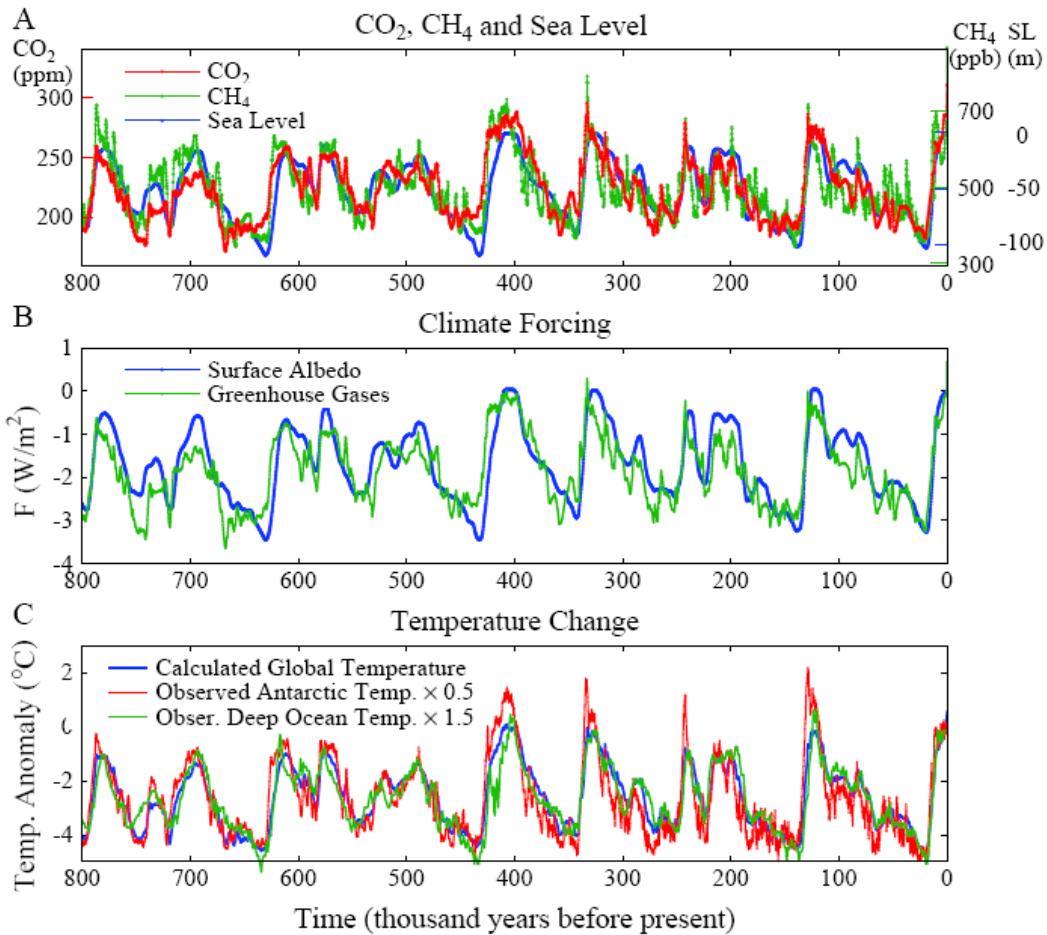 A
CO₂, CH₄ and Sea Level
CO₂
(ppm)
CH₄ SL
(ppb) (m)
CO₂
CH₄
Sea Level
300
250
200
700
500
300
0
-50
-100
800 700 600 500 400 300 200 100 0
B
Climate Forcing
Surface Albedo
Greenhouse Gases
F (W/m²)
1
0
-1
-2
-3
-4
800 700 600 500 400 300 200 100 0
C
Temperature Change
Calculated Global Temperature
Observed Antarctic Temp. × 0.5
Obser. Deep Ocean Temp. × 1.5
Temp. Anomaly (°C)
2
0
-2
-4
800 700 600 500 400 300 200 100 0
Time (thousand years before present)